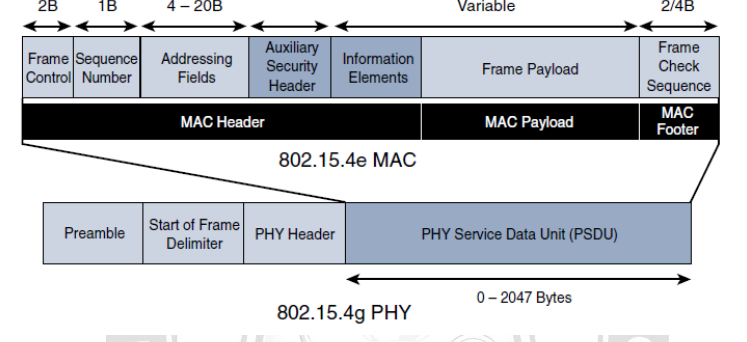 2B 1B 4 – 20B Variable 2/4B
Frame Control
Sequence Number
Addressing Fields
Auxiliary Security Header
Information Elements
Frame Payload
Frame Check Sequence
MAC Header
MAC Payload
MAC Footer
802.15.4e MAC
Preamble
Start of Frame Delimiter
PHY Header
PHY Service Data Unit (PSDU)
0 – 2047 Bytes
802.15.4g PHY